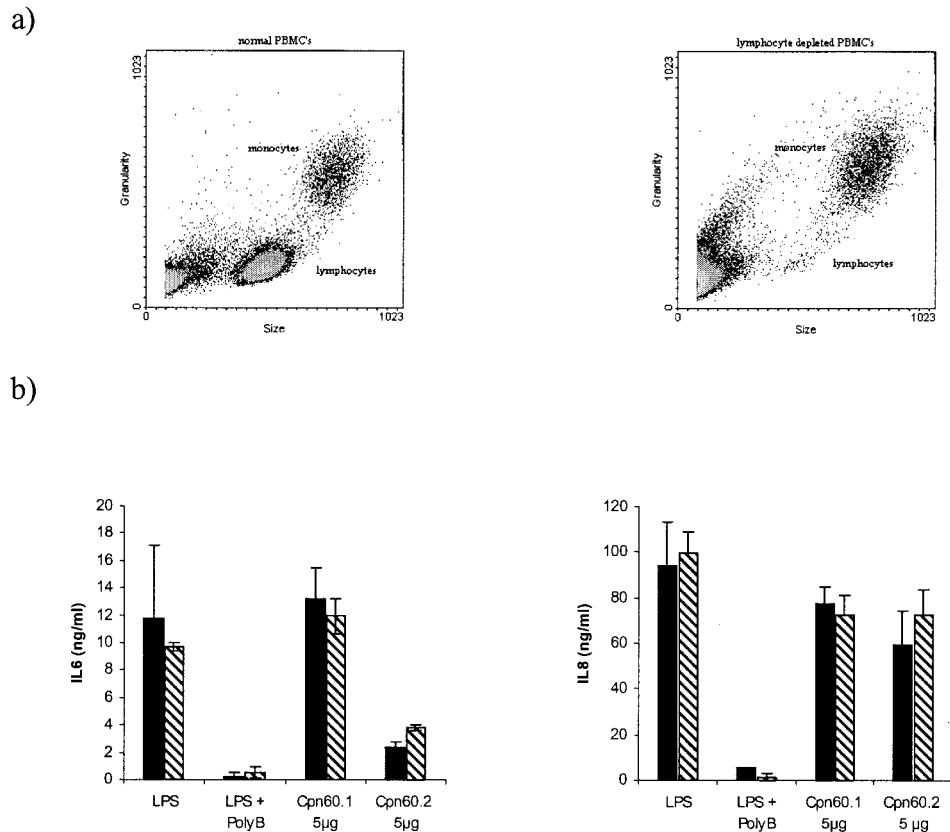 a)
normal PBMC's
1023
Granularity
monocytes
lymphocytes
0
0
Size
1023
lymphocyte depleted PBMC's
1023
Granularity
monocytes
lymphocytes
0
0
Size
1023
b)
20
18
16
14
12
10
8
6
4
2
0
IL6 (ng/ml)
LPS
LPS +
PolyB
Cpn60.1
5µg
Cpn60.2
5µg
120
100
80
60
40
20
0
IL8 (ng/ml)
LPS
LPS +
PolyB
Cpn60.1
5µg
Cpn60.2
5 µg